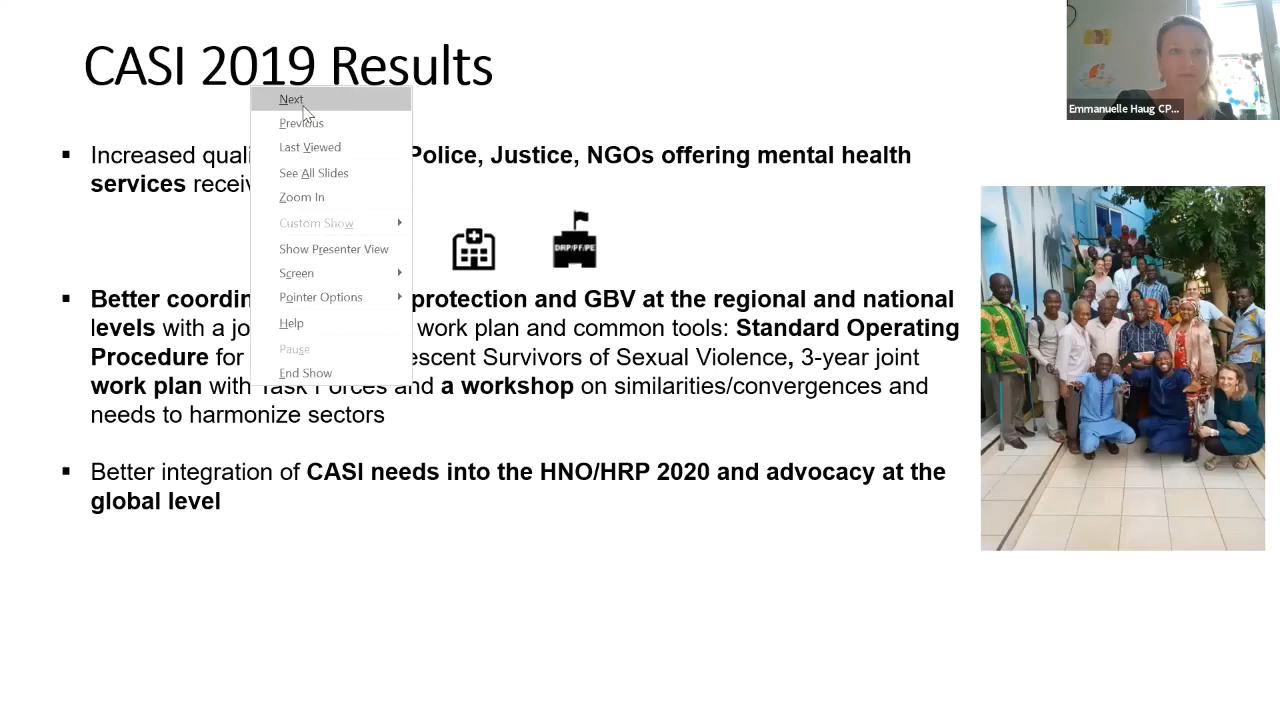 CASI 2019 Results
Emmanuelle Haug CP...
Next
Previous
Last Viewed
See All Slides
Zoom In
Custom Show
Show Presenter View
Screen
Pointer Options
Help
Pause
End Show
▪ Increased quali Police, Justice, NGOs offering mental health
services receiv
DRP/PF/PE
▪ Better coordin protection and GBV at the regional and national
levels with a jo work plan and common tools: Standard Operating
Procedure for escent Survivors of Sexual Violence, 3-year joint
work plan with Task Forces and a workshop on similarities/convergences and
needs to harmonize sectors
▪ Better integration of CASI needs into the HNO/HRP 2020 and advocacy at the
global level